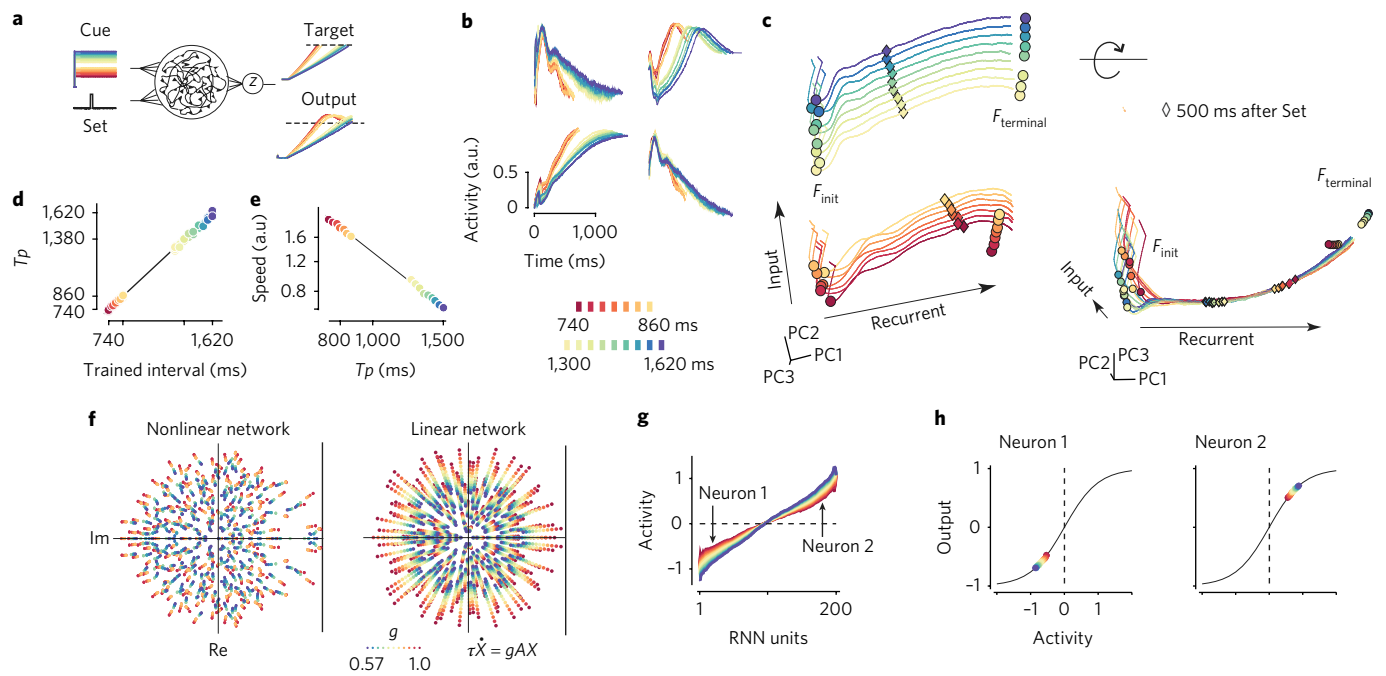 a
Cue
Set
z
Target
Output
b
Activity (a.u.)
0.5
0
0
1,000
Time (ms)
740
860 ms
1,300
1,620 ms
c
F init
F terminal
◊ 500 ms after Set
Input
Recurrent
PC2
PC1
PC3
F terminal
F init
Input
Recurrent
PC2
PC3
PC1
d
Tp
1,620
1,380
860
740
740
1,620
Trained interval (ms)
e
Speed (a.u)
1.6
1.2
0.8
800
1,000
1,500
Tp (ms)
f
Nonlinear network
Linear network
Im
Re
g
0.57
1.0
τẊ = gAX
g
Activity
1
0
−1
Neuron 1
Neuron 2
1
200
RNN units
h
Neuron 1
Neuron 2
Output
1
0
−1
−1
0
1
Activity